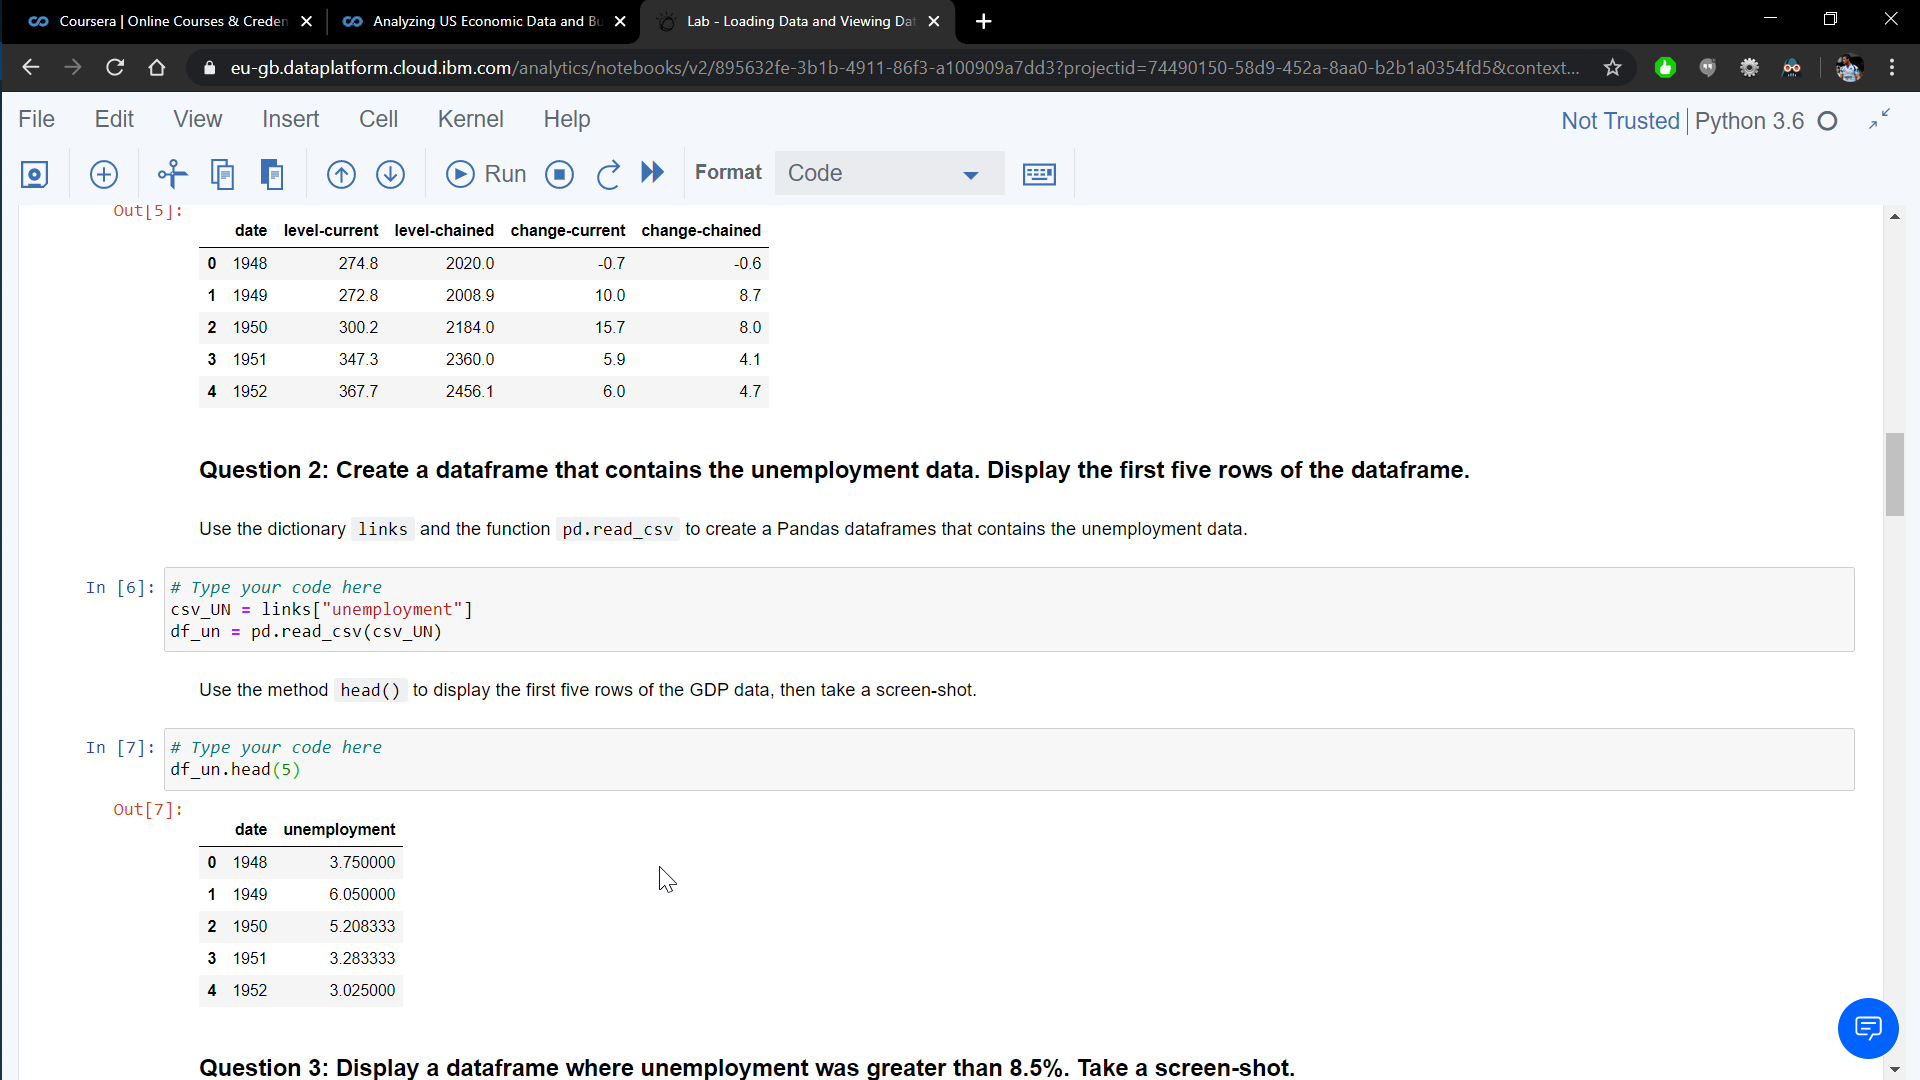 Coursera | Online Courses & Creden
Analyzing US Economic Data and Bu
Lab - Loading Data and Viewing Dat
eu-gb.dataplatform.cloud.ibm.com/analytics/notebooks/v2/895632fe-3b1b-4911-86f3-a100909a7dd3?projectid=74490150-58d9-452a-8aa0-b2b1a0354fd5&context...
File Edit View Insert Cell Kernel Help
Not Trusted Python 3.6
Run Format Code
Out[5]:
date level-current level-chained change-current change-chained
0 1948 274.8 2020.0 -0.7 -0.6
1 1949 272.8 2008.9 10.0 8.7
2 1950 300.2 2184.0 15.7 8.0
3 1951 347.3 2360.0 5.9 4.1
4 1952 367.7 2456.1 6.0 4.7
Question 2: Create a dataframe that contains the unemployment data. Display the first five rows of the dataframe.
Use the dictionary links and the function pd.read_csv to create a Pandas dataframes that contains the unemployment data.
In [6]: # Type your code here
csv_UN = links["unemployment"]
df_un = pd.read_csv(csv_UN)
Use the method head() to display the first five rows of the GDP data, then take a screen-shot.
In [7]: # Type your code here
df_un.head(5)
Out[7]:
date unemployment
0 1948 3.750000
1 1949 6.050000
2 1950 5.208333
3 1951 3.283333
4 1952 3.025000
Question 3: Display a dataframe where unemployment was greater than 8.5%. Take a screen-shot.